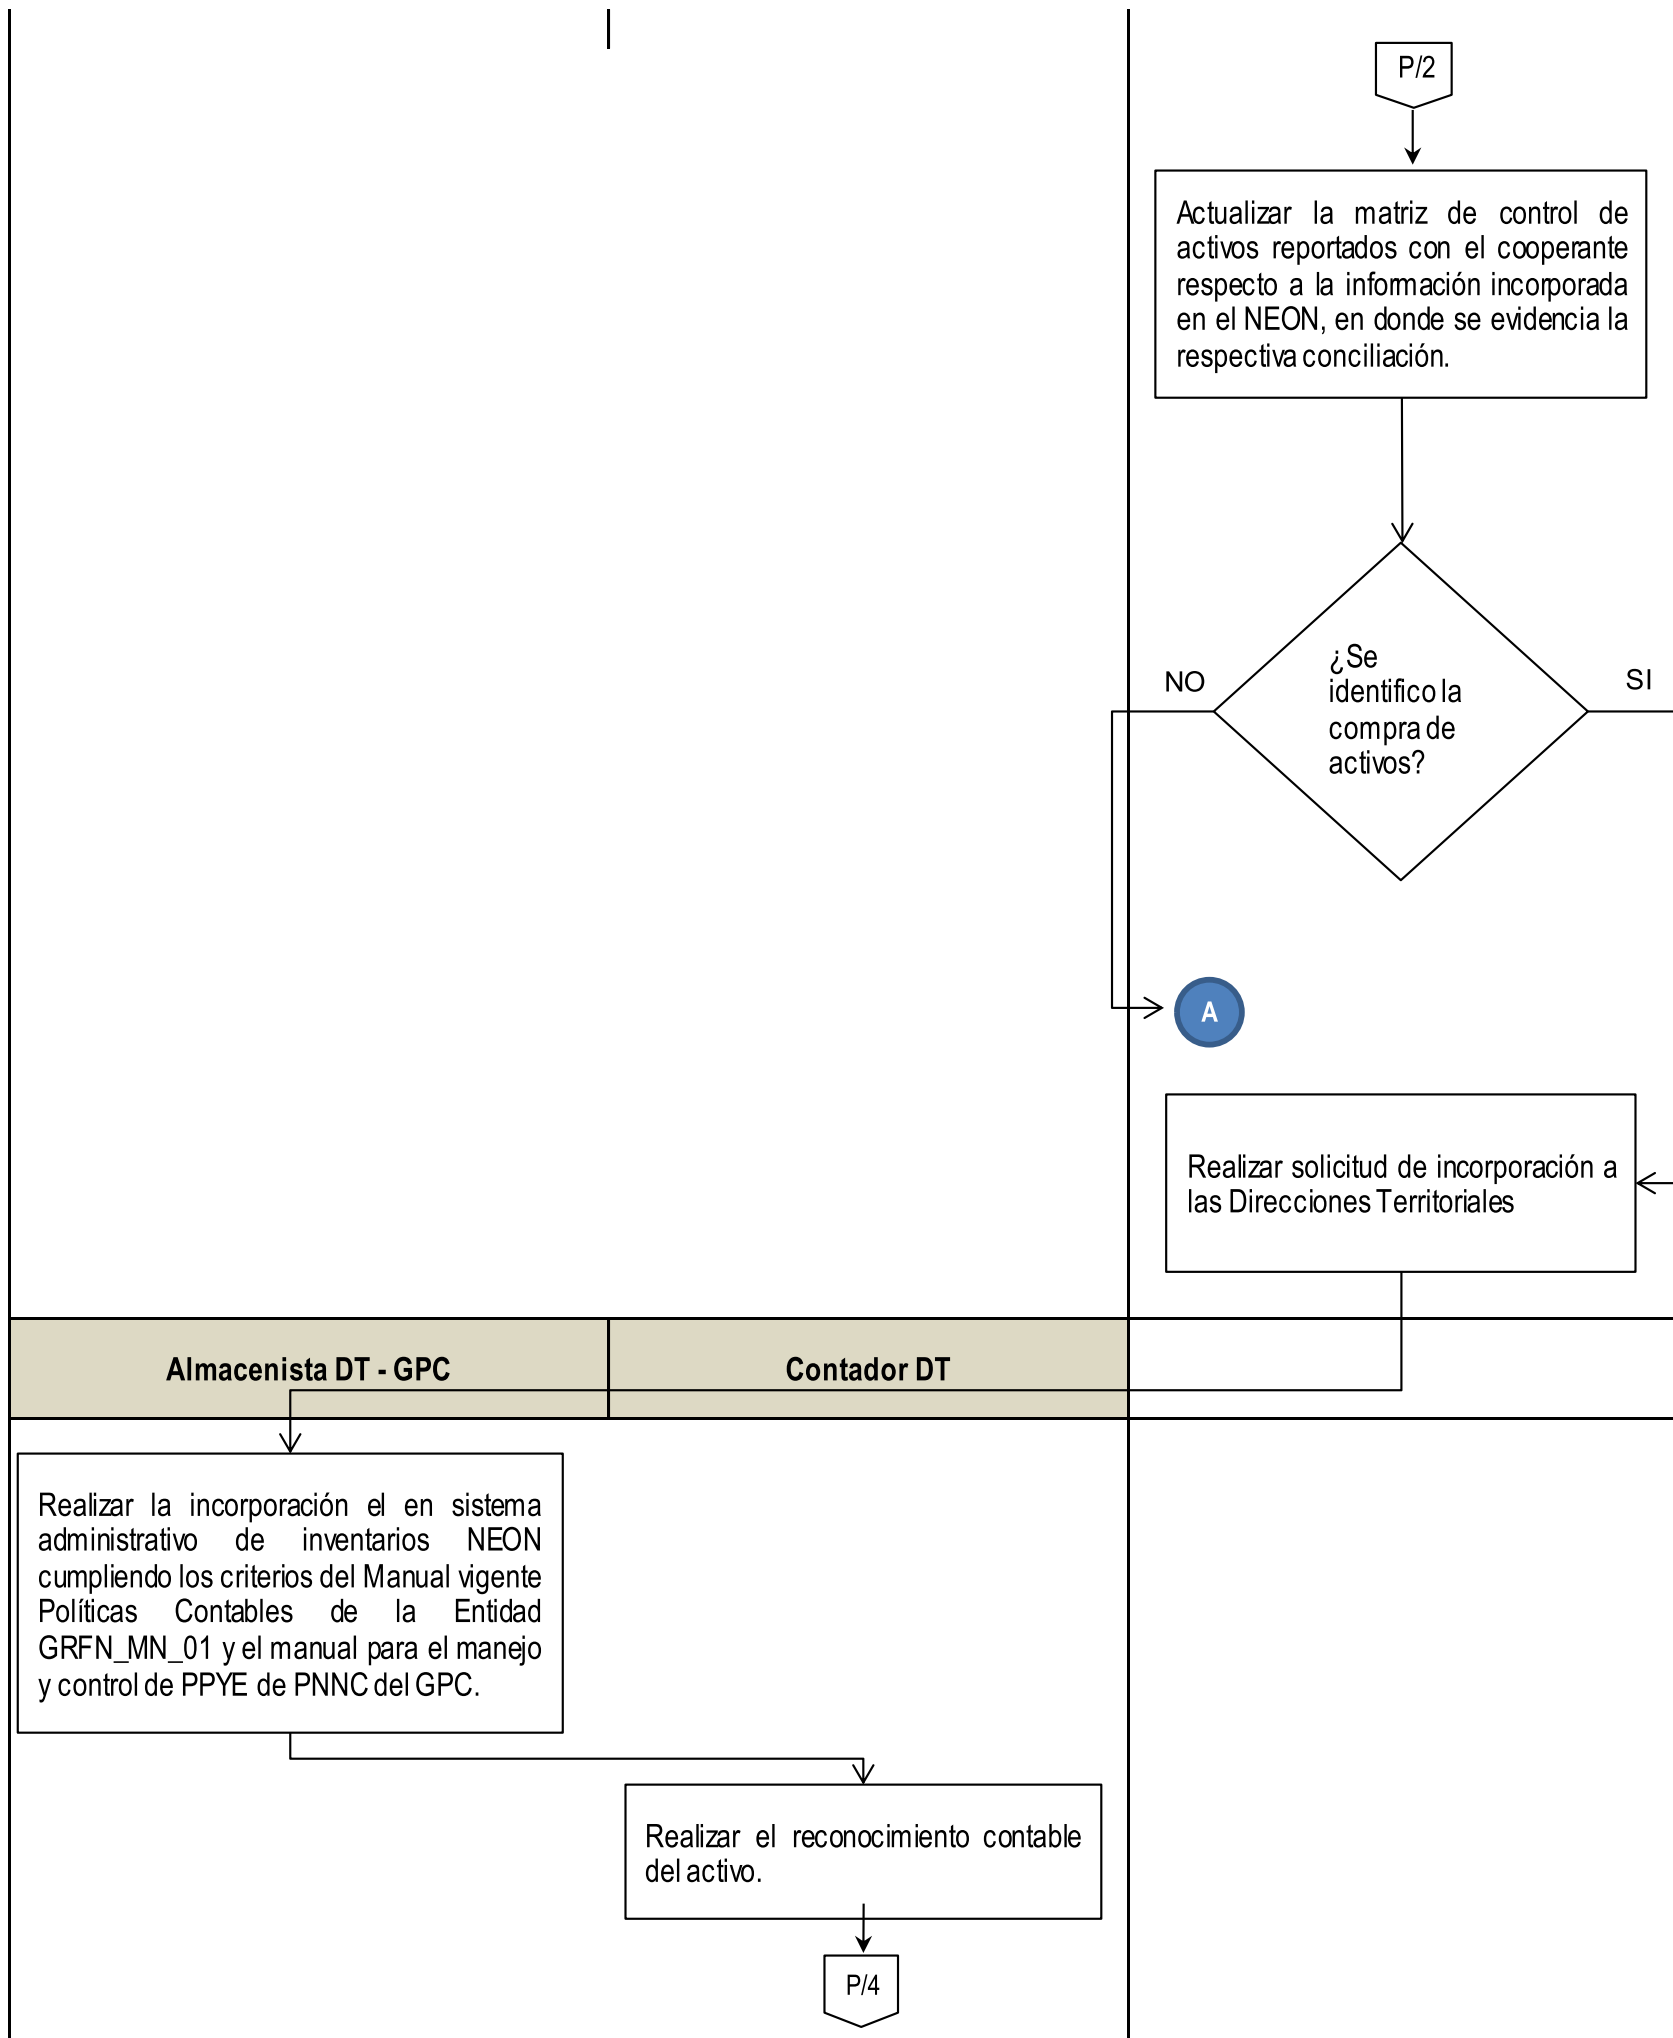 P/2
Actualizar la matriz de control de
activos reportados con el cooperante
respecto a la información incorporada
en el NEON, en donde se evidencia la
respectiva conciliación.
¿Se
identifico la
compra de
activos?
NO
SI
A
Realizar solicitud de incorporación a
las Direcciones Territoriales
Almacenista DT - GPC
Contador DT
Realizar la incorporación el en sistema
administrativo de inventarios NEON
cumpliendo los criterios del Manual vigente
Políticas Contables de la Entidad
GRFN_MN_01 y el manual para el manejo
y control de PPYE de PNNC del GPC.
Realizar el reconocimiento contable
del activo.
P/4